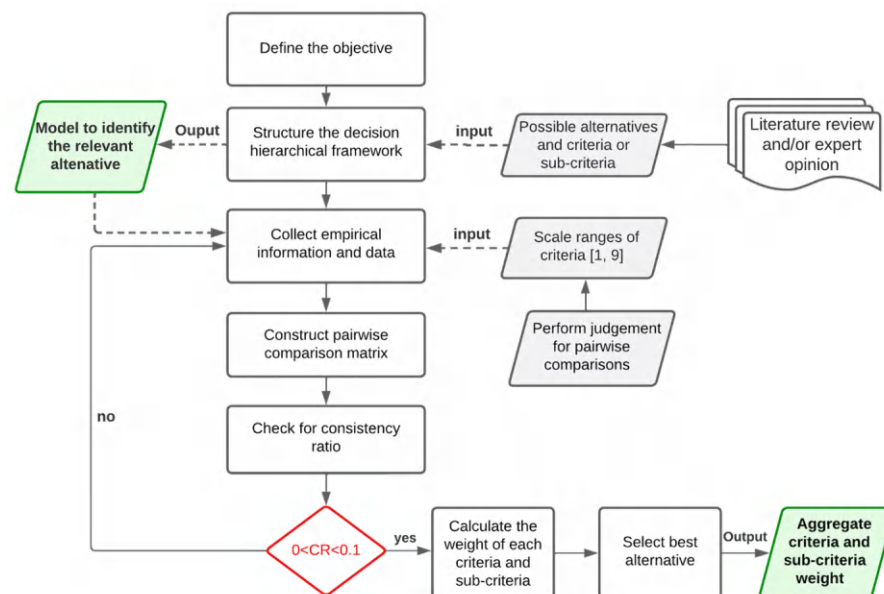 Define the objective
Model to identify
the relevant
altenative
Ouput
Structure the decision
hierarchical framework
input
Possible alternatives
and criteria or
sub-criteria
Literature review
and/or expert
opinion
Collect empirical
information and data
input
Scale ranges of
criteria [1, 9]
Construct pairwise
comparison matrix
Perform judgement
for pairwise
comparisons
no
Check for consistency
ratio
0<CR<0.1
yes
Calculate the
weight of each
criteria and
sub-criteria
Select best
alternative
Output
Aggregate
criteria and
sub-criteria
weight